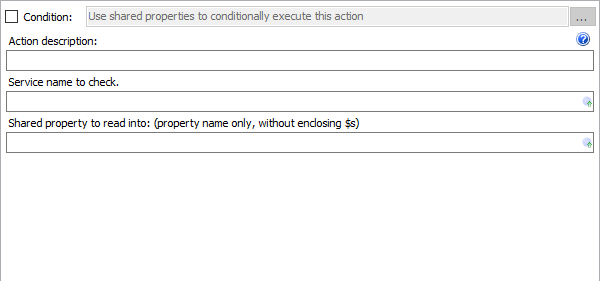 Condition: Use shared properties to conditionally execute this action ...
Action description:
Service name to check.
Shared property to read into: (property name only, without enclosing $s)